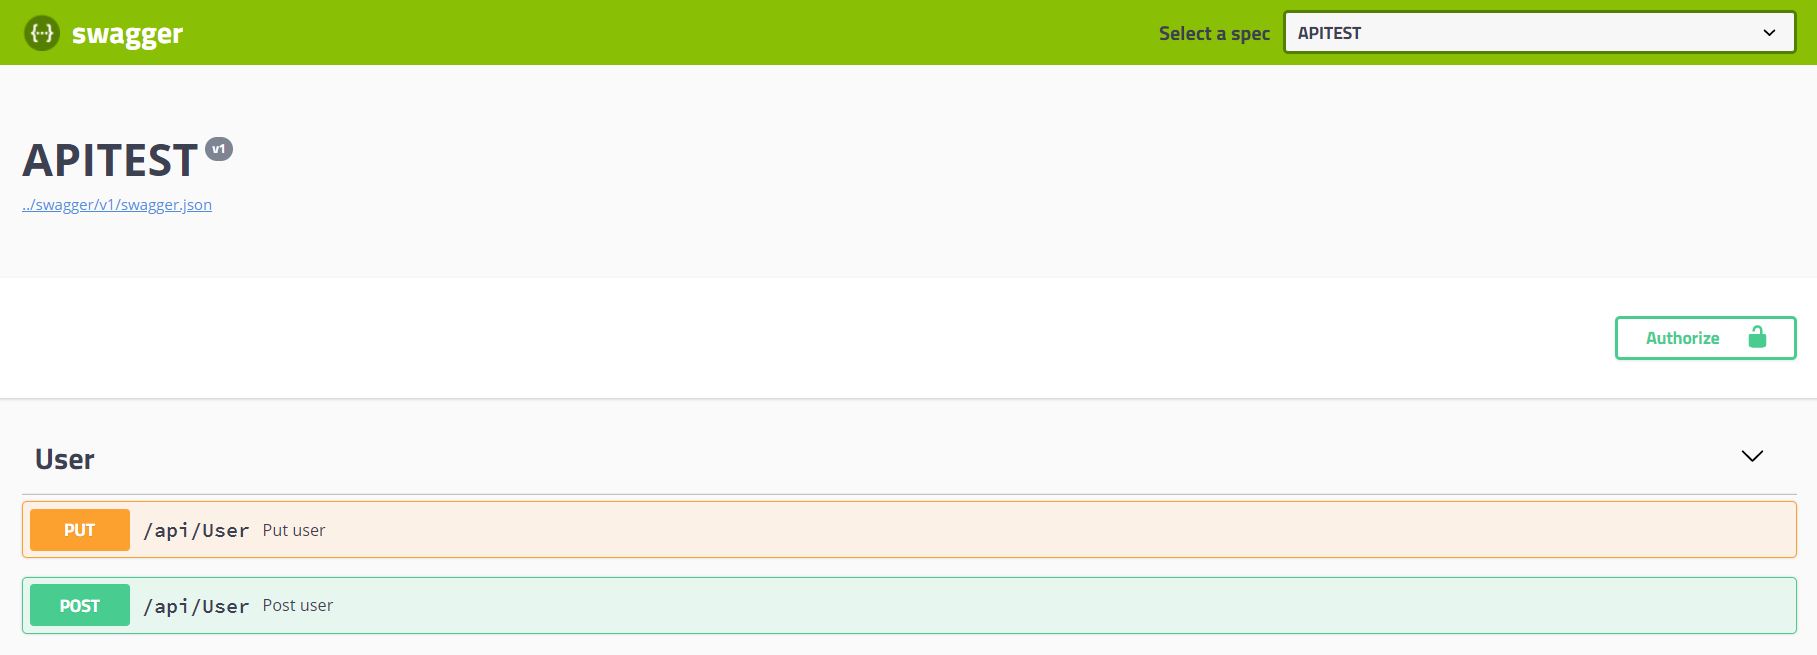 {...} swagger
Select a spec APITEST
APITEST v1
../swagger/v1/swagger.json
Authorize
User
PUT /api/User Put user
POST /api/User Post user